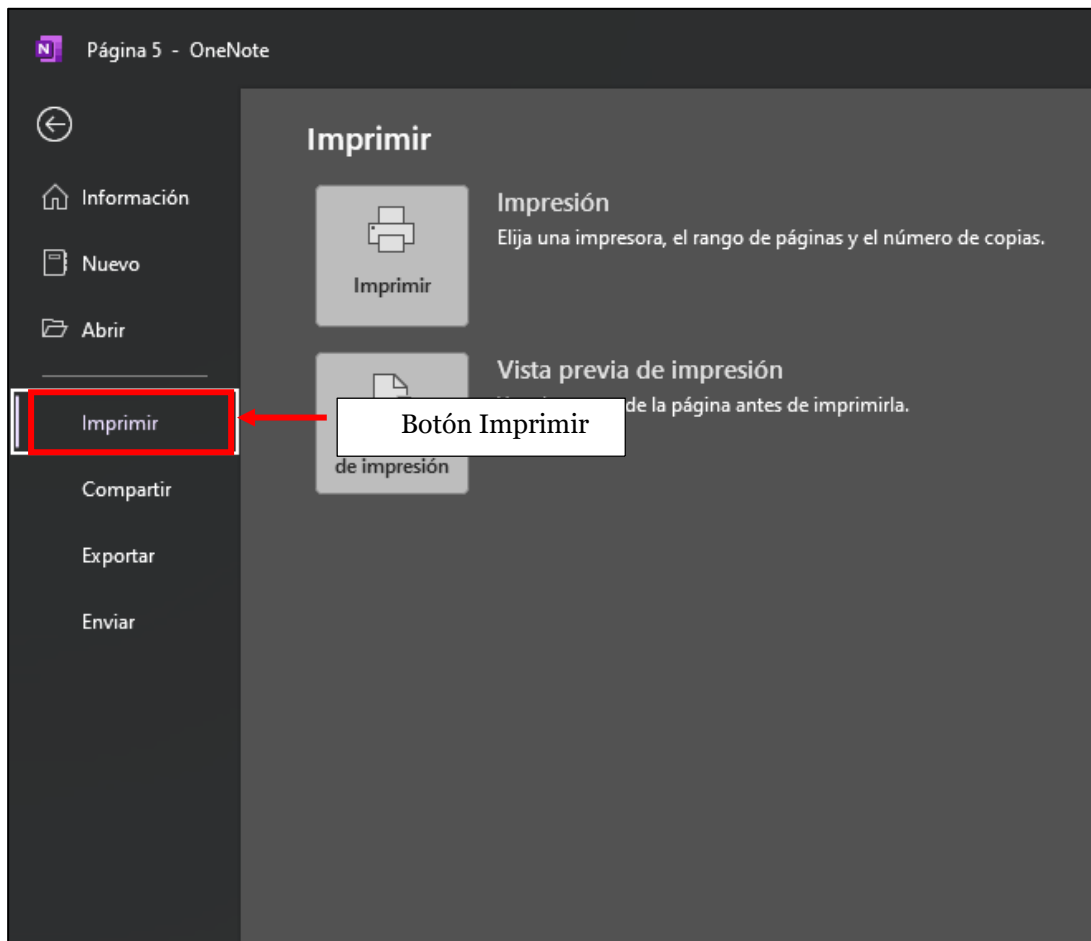 Página 5 - OneNote
Información
Nuevo
Abrir
Imprimir
Compartir
Exportar
Enviar
Imprimir
Imprimir
Impresión
Elija una impresora, el rango de páginas y el número de copias.
Vista previa de impresión
de la página antes de imprimirla.
Botón Imprimir
de impresión